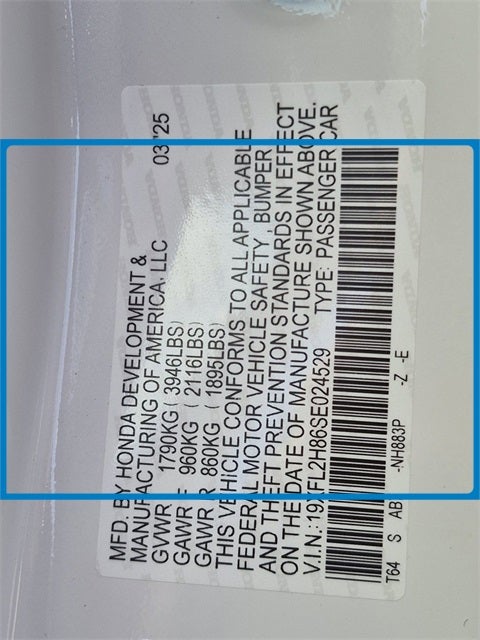 MFD. BY HONDA DEVELOPMENT &
MANUFACTURING OF AMERICA, LLC 03/'25
GVWR 1790KG ( 3946LBS)
GAWR F 960KG ( 2116LBS)
GAWR R 860KG ( 1895LBS)
THIS VEHICLE CONFORMS TO ALL APPLICABLE
FEDERAL MOTOR VEHICLE SAFETY, BUMPER
AND THEFT PREVENTION STANDARDS IN EFFECT
ON THE DATE OF MANUFACTURE SHOWN ABOVE.
V.I.N.: 19XFL2H86SE024529 TYPE: PASSENGER CAR
T64 S AB -NH883P -Z -E